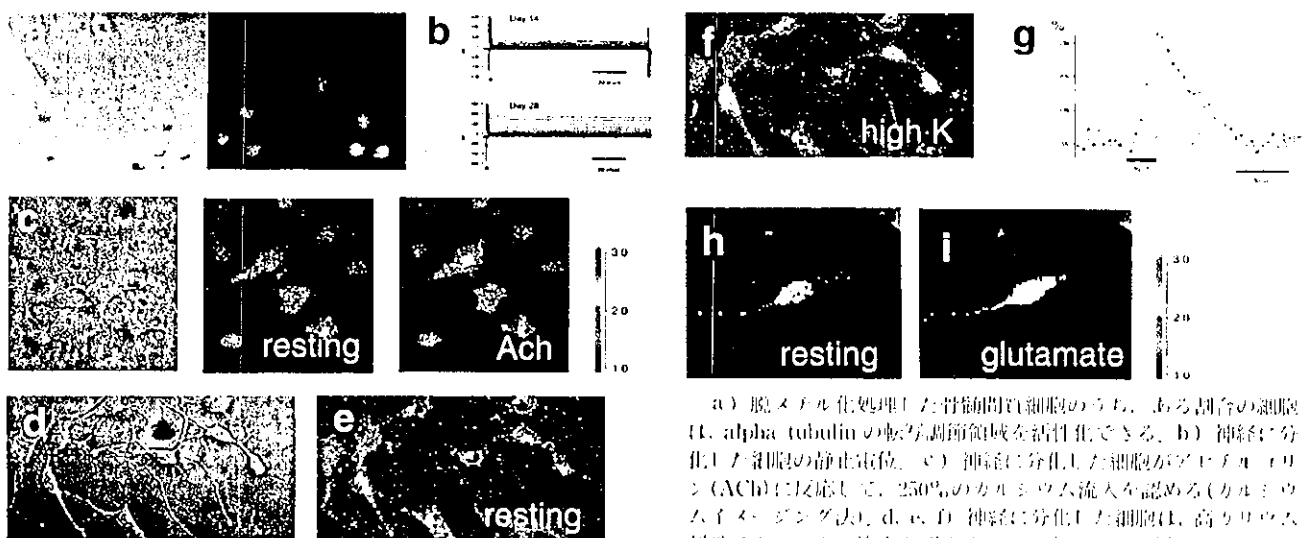 b
Day 14
Day 28
f
high K
g
%
c
resting
Ach
30
20
10
h
resting
i
glutamate
30
20
10
d
e
resting
a) 脱メチル化処理した骨髄間質細胞のうち、ある割合の細胞
は、alpha tubulin の転写調節領域を活性化できる。b) 神経に分
化した細胞の静止電位。c) 神経に分化した細胞がアセチルコリ
ン(ACh)に反応して、250%のカルシウム流入を認める(カルシウ
ムイメージング法)。d, e, f) 神経に分化した細胞は、高カリウム